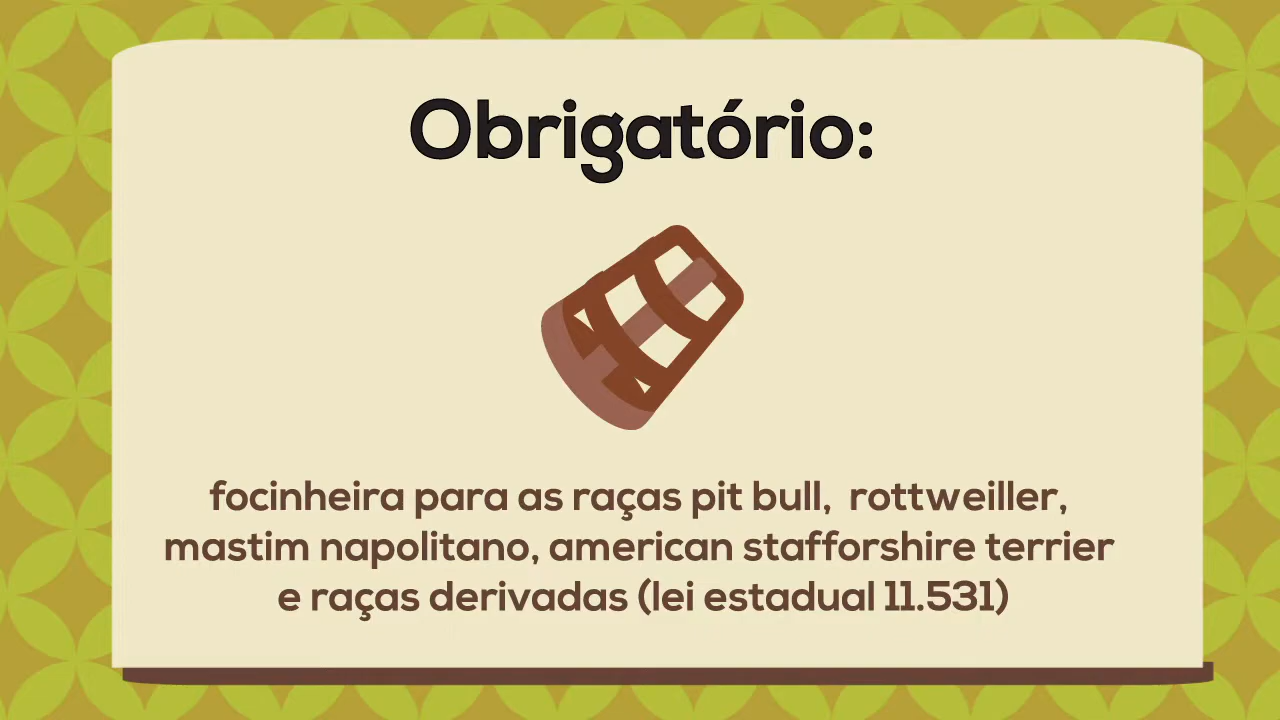 Obrigatório:
focinheira para as raças pit bull, rottweiller,
mastim napolitano, american stafforshire terrier
e raças derivadas (lei estadual 11.531)